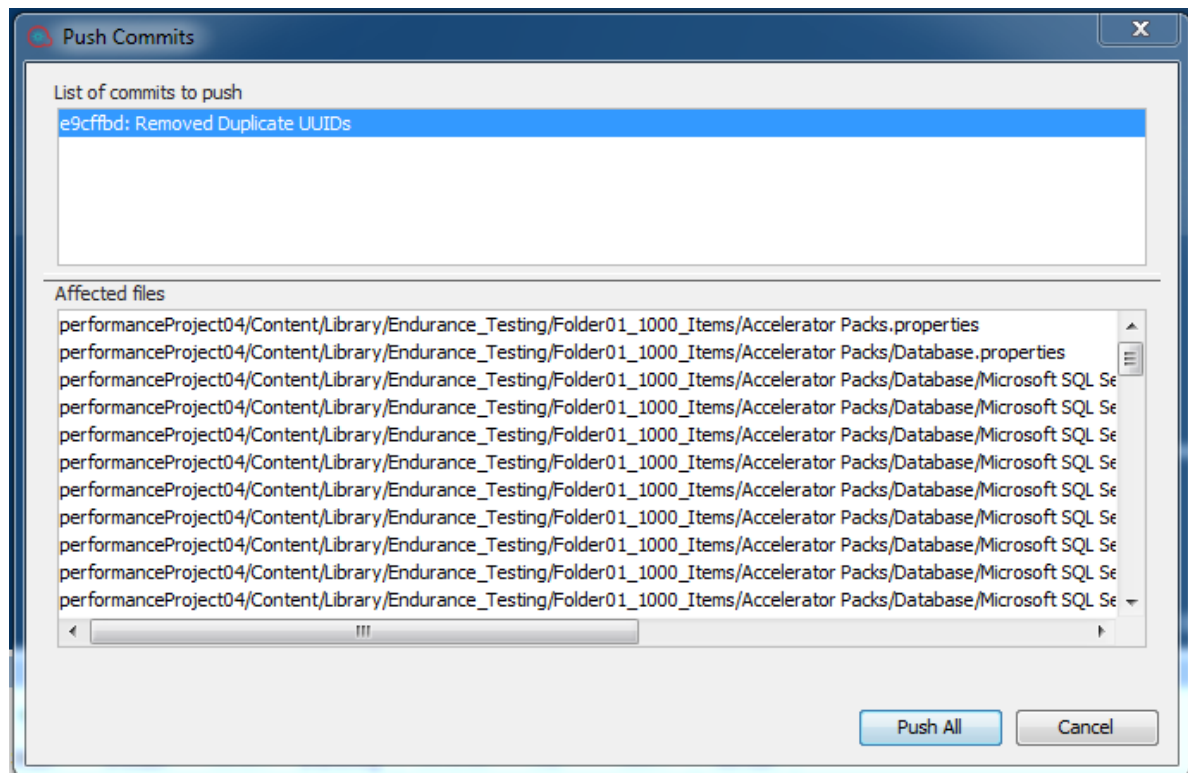 Push Commits
List of commits to push
e9cffbd: Removed Duplicate UUIDs
Affected files
performanceProject04/Content/Library/Endurance_Testing/Folder01_1000_Items/Accelerator Packs.properties
performanceProject04/Content/Library/Endurance_Testing/Folder01_1000_Items/Accelerator Packs/Database.properties
performanceProject04/Content/Library/Endurance_Testing/Folder01_1000_Items/Accelerator Packs/Database/Microsoft SQL Se
performanceProject04/Content/Library/Endurance_Testing/Folder01_1000_Items/Accelerator Packs/Database/Microsoft SQL Se
performanceProject04/Content/Library/Endurance_Testing/Folder01_1000_Items/Accelerator Packs/Database/Microsoft SQL Se
performanceProject04/Content/Library/Endurance_Testing/Folder01_1000_Items/Accelerator Packs/Database/Microsoft SQL Se
performanceProject04/Content/Library/Endurance_Testing/Folder01_1000_Items/Accelerator Packs/Database/Microsoft SQL Se
performanceProject04/Content/Library/Endurance_Testing/Folder01_1000_Items/Accelerator Packs/Database/Microsoft SQL Se
performanceProject04/Content/Library/Endurance_Testing/Folder01_1000_Items/Accelerator Packs/Database/Microsoft SQL Se
performanceProject04/Content/Library/Endurance_Testing/Folder01_1000_Items/Accelerator Packs/Database/Microsoft SQL Se
performanceProject04/Content/Library/Endurance_Testing/Folder01_1000_Items/Accelerator Packs/Database/Microsoft SQL Se
Push All Cancel